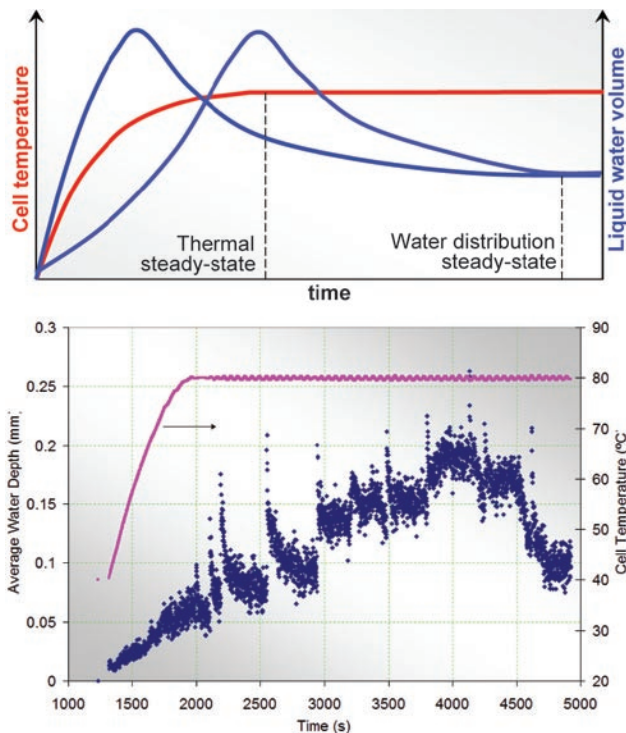 Cell temperature
Liquid water volume
Thermal
steady-state
Water distribution
steady-state
time
0.3
0.25
0.2
0.15
0.1
0.05
0
Average Water Depth (mm)
90
80
70
60
50
40
30
20
Cell Temperature (ºC)
1000 1500 2000 2500 3000 3500 4000 4500 5000
Time (s)